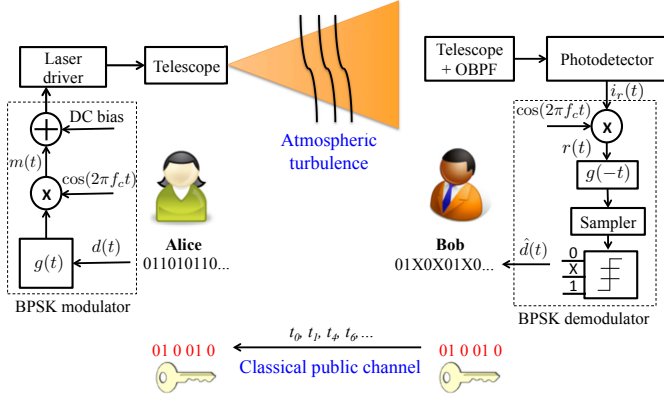 Laser
driver
Telescope
Telescope
+ OBPF
Photodetector
DC bias
m(t)
cos(2πf_ct)
X
g(t)
d(t)
BPSK modulator
Atmospheric
turbulence
Alice
011010110...
Bob
01X0X01X0...
i_r(t)
cos(2πf_ct)
X
r(t)
g(−t)
Sampler
d̂(t)
0
X
1
BPSK demodulator
t_0, t_1, t_4, t_6, ...
01 0 01 0
Classical public channel
01 0 01 0